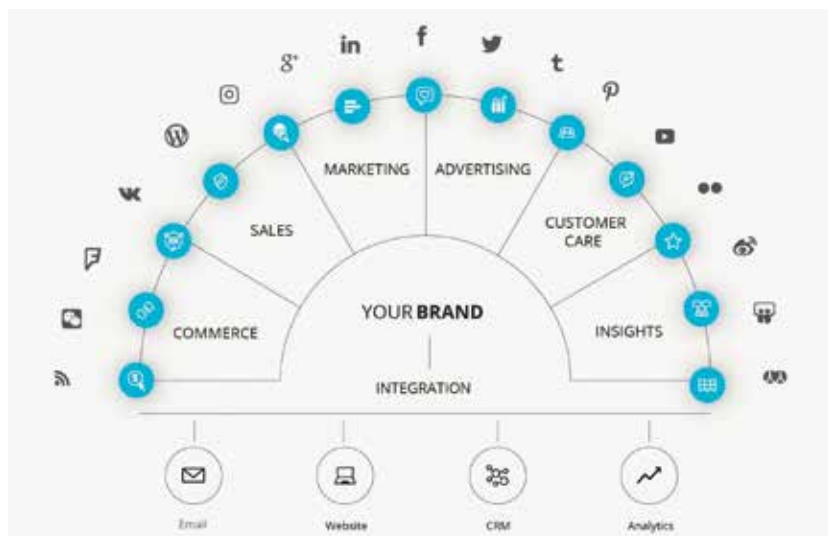 MARKETING
ADVERTISING
SALES
CUSTOMER
CARE
COMMERCE
INSIGHTS
YOUR BRAND
INTEGRATION
Email
Website
CRM
Analytics